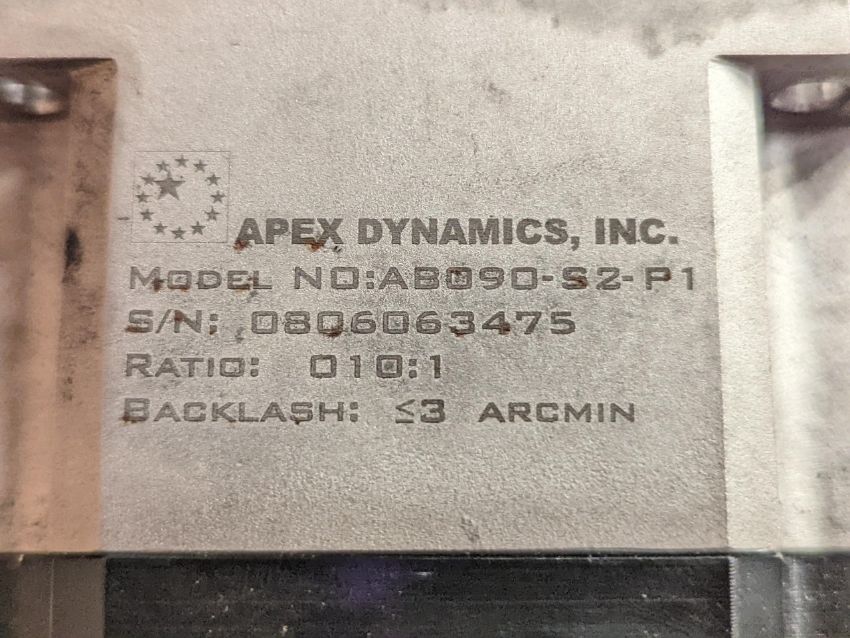 APEX DYNAMICS, INC.
MODEL NO:AB090-S2-P1
S/N: 0806063475
RATIO: 010:1
BACKLASH: ≤3 ARCMIN